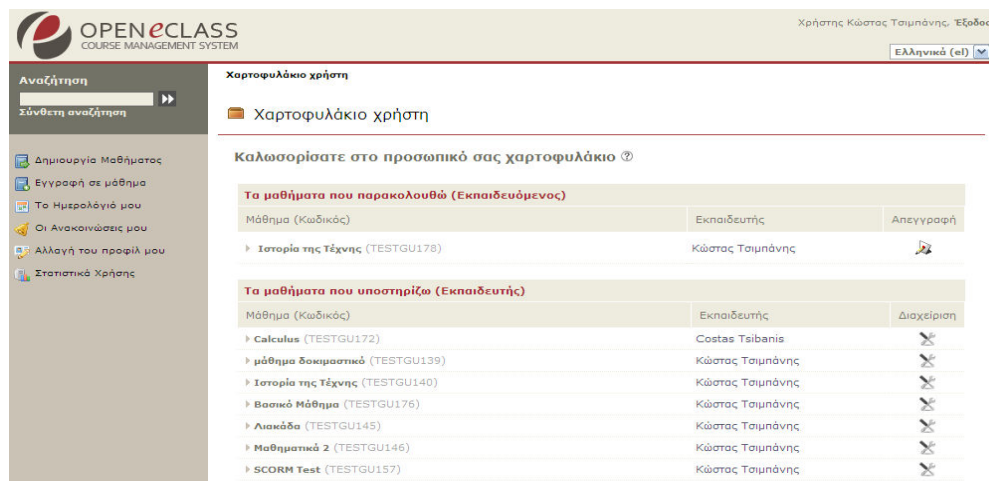 OPEN eCLASS
COURSE MANAGEMENT SYSTEM
Χρήστης Κώστας Τσιμπάνης, Έξοδος
Ελληνικά (el)
Αναζήτηση
Σύνθετη αναζήτηση
Δημιουργία Μαθήματος
Εγγραφή σε μάθημα
Το Ημερολόγιό μου
Οι Ανακοινώσεις μου
Αλλαγή του προφίλ μου
Στατιστικά Χρήσης
Χαρτοφυλάκιο χρήστη
Χαρτοφυλάκιο χρήστη
Καλωσορίσατε στο προσωπικό σας χαρτοφυλάκιο ?
Τα μαθήματα που παρακολουθώ (Εκπαιδευόμενος)
Μάθημα (Κωδικός) Εκπαιδευτής Απεγγραφή
Ιστορία της Τέχνης (TESTGU178) Κώστας Τσιμπάνης
Τα μαθήματα που υποστηρίζω (Εκπαιδευτής)
Μάθημα (Κωδικός) Εκπαιδευτής Διαχείριση
Calculus (TESTGU172) Costas Tsibanis
μάθημα δοκιμαστικό (TESTGU139) Κώστας Τσιμπάνης
Ιστορία της Τέχνης (TESTGU140) Κώστας Τσιμπάνης
Βασικό Μάθημα (TESTGU176) Κώστας Τσιμπάνης
Λιακάδα (TESTGU145) Κώστας Τσιμπάνης
Μαθηματικά 2 (TESTGU146) Κώστας Τσιμπάνης
SCORM Test (TESTGU157) Κώστας Τσιμπάνης